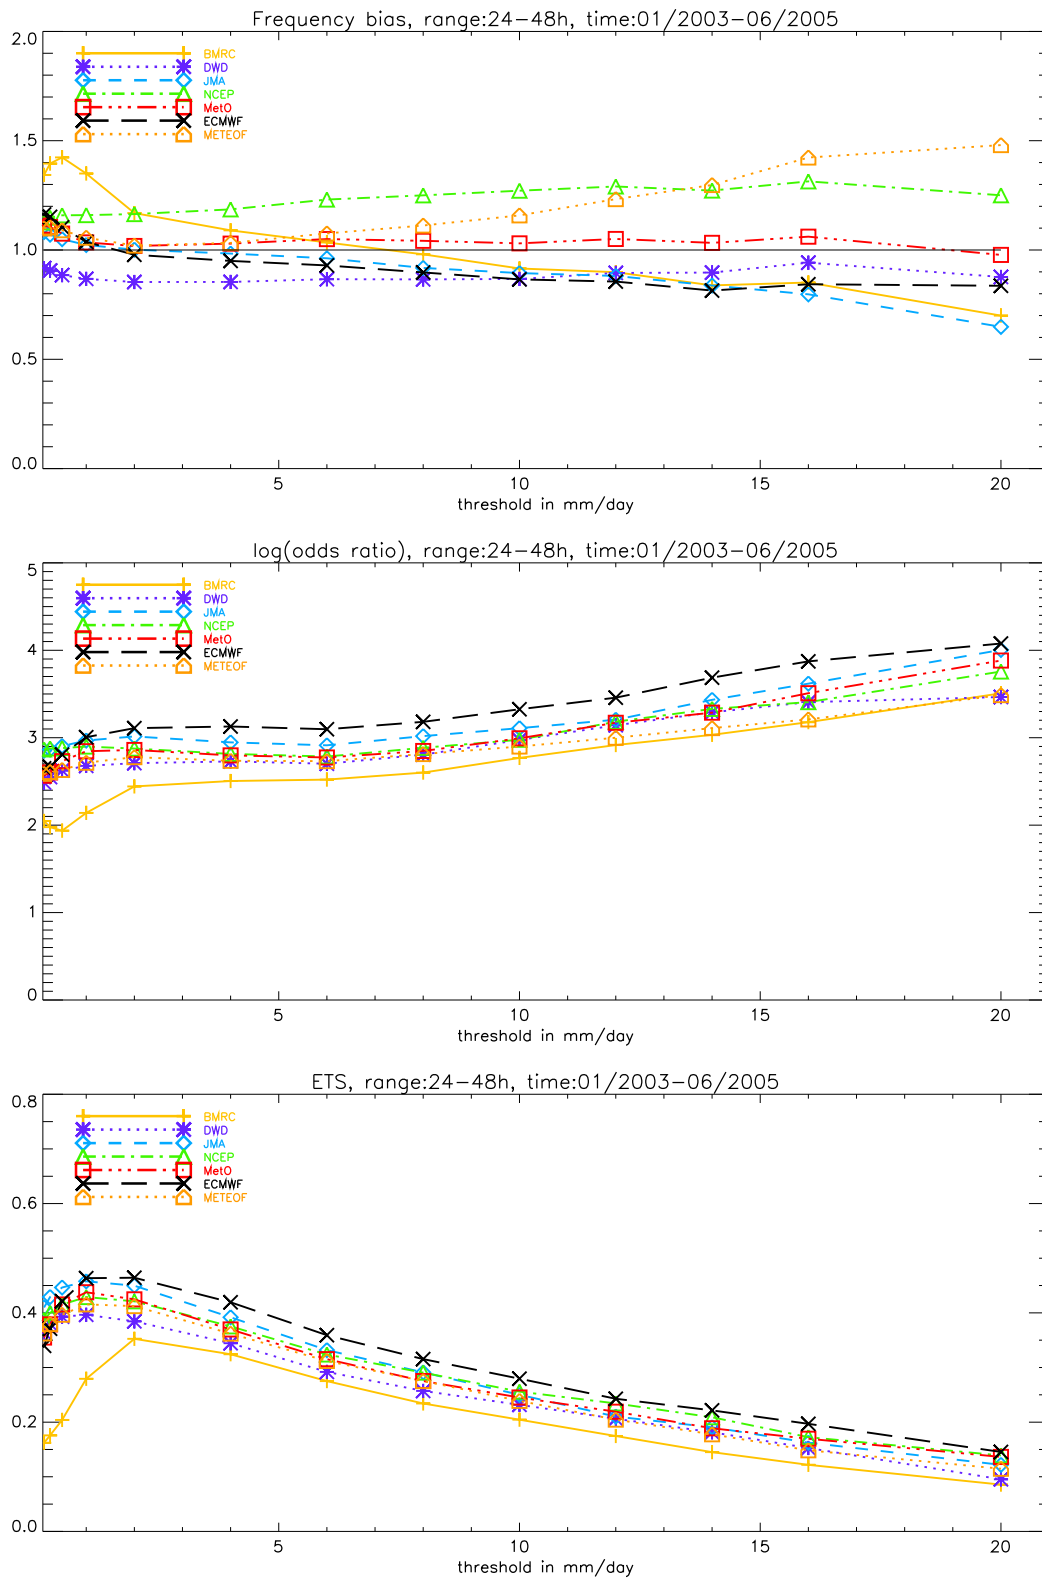 Frequency bias, range:24-48h, time:01/2003-06/2005
2.0
BMRC
DWD
JMA
NCEP
MetO
ECMWF
METEOF
1.5
1.0
0.5
0.0
5 10 15 20
threshold in mm/day
log(odds ratio), range:24-48h, time:01/2003-06/2005
5
BMRC
DWD
JMA
NCEP
MetO
ECMWF
METEOF
4
3
2
1
0
5 10 15 20
threshold in mm/day
ETS, range:24-48h, time:01/2003-06/2005
0.8
BMRC
DWD
JMA
NCEP
MetO
ECMWF
METEOF
0.6
0.4
0.2
0.0
5 10 15 20
threshold in mm/day